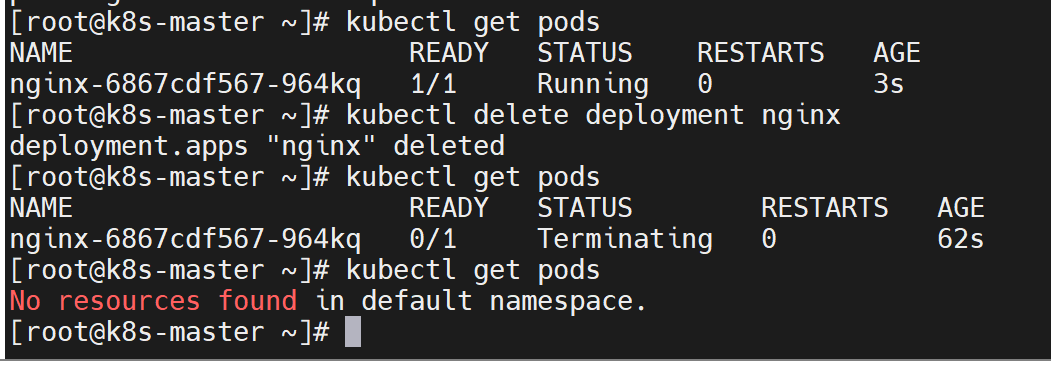 [root@k8s-master ~]# kubectl get pods
NAME                     READY   STATUS    RESTARTS   AGE
nginx-6867cdf567-964kq   1/1     Running   0          3s
[root@k8s-master ~]# kubectl delete deployment nginx
deployment.apps "nginx" deleted
[root@k8s-master ~]# kubectl get pods
NAME                     READY   STATUS        RESTARTS   AGE
nginx-6867cdf567-964kq   0/1     Terminating   0          62s
[root@k8s-master ~]# kubectl get pods
No resources found in default namespace.
[root@k8s-master ~]#